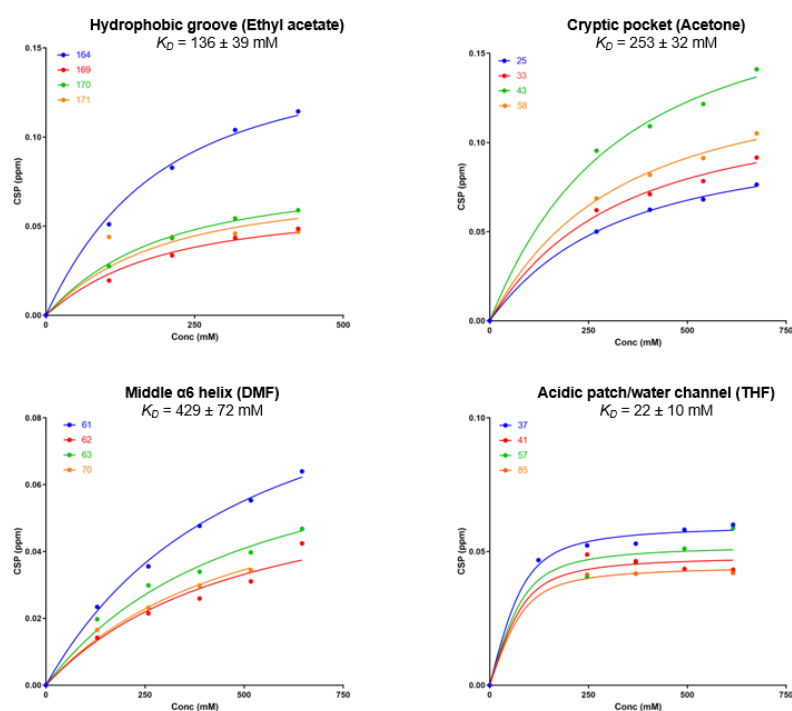 Hydrophobic groove (Ethyl acetate)
K_D = 136 ± 39 mM
0.15
0.10
0.05
0.00
CSP (ppm)
164
169
170
171
0
250
500
Conc (mM)
Cryptic pocket (Acetone)
K_D = 253 ± 32 mM
0.15
0.10
0.05
0.00
CSP (ppm)
25
33
43
58
0
250
500
750
Conc (mM)
Middle α6 helix (DMF)
K_D = 429 ± 72 mM
0.08
0.06
0.04
0.02
0.00
CSP (ppm)
61
62
63
70
0
250
500
750
Conc (mM)
Acidic patch/water channel (THF)
K_D = 22 ± 10 mM
0.10
0.05
0.00
CSP (ppm)
37
41
57
85
0
250
500
750
Conc (mM)